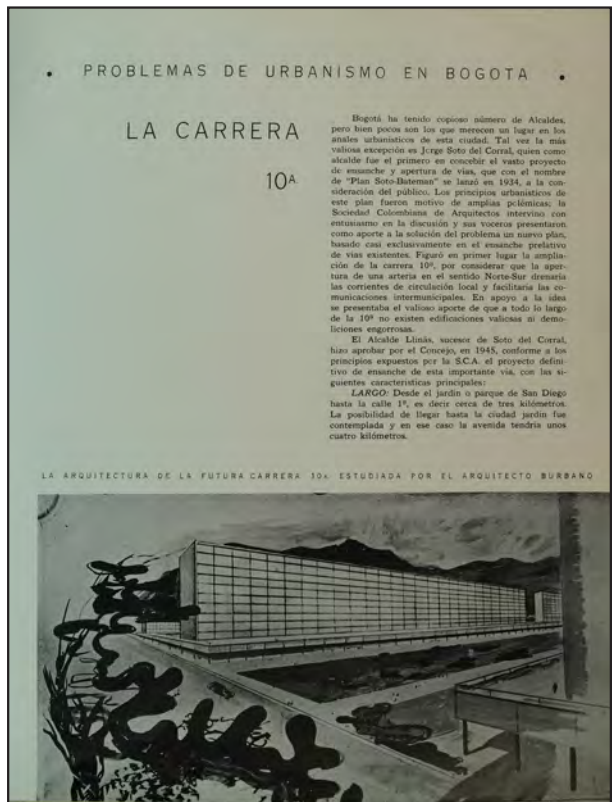 • PROBLEMAS DE URBANISMO EN BOGOTA •
LA CARRERA
10A
Bogotá ha tenido copioso número de Alcaldes,
pero bien pocos son los que merecen un lugar en los
anales urbanísticos de esta ciudad. Tal vez la más
valiosa excepción es Jorge Soto del Corral, quien como
alcalde fue el primero en concebir el vasto proyecto
de ensanche y apertura de vías, que con el nombre
de "Plan Soto-Bateman" se lanzó en 1934, a la con-
sideración del público. Los principios urbanísticos de
este plan fueron motivo de amplias polémicas; la
Sociedad Colombiana de Arquitectos intervino con
entusiasmo en la discusión y sus voceros presentaron
como aporte a la solución del problema un nuevo plan,
basado casi exclusivamente en el ensanche prelativo
de vías existentes. Figuró en primer lugar la amplia-
ción de la carrera 10ª, por considerar que la aper-
tura de una arteria en el sentido Norte-Sur drenaría
las corrientes de circulación local y facilitaría las co-
municaciones intermunicipales. En apoyo a la idea
se presentaba el valioso aporte de que a todo lo largo
de la 10ª no existen edificaciones valiosas ni demo-
liciones engorrosas.
El Alcalde Llinás, sucesor de Soto del Corral,
hizo aprobar por el Concejo, en 1945, conforme a los
principios expuestos por la S.C.A. el proyecto defini-
tivo de ensanche de esta importante vía, con las si-
guientes características principales:
LARGO: Desde el jardín o parque de San Diego
hasta la calle 1ª, es decir cerca de tres kilómetros.
La posibilidad de llegar hasta la ciudad jardín fue
contemplada y en ese caso la avenida tendría unos
cuatro kilómetros.
LA ARQUITECTURA DE LA FUTURA CARRERA 10A ESTUDIADA POR EL ARQUITECTO BURBANO